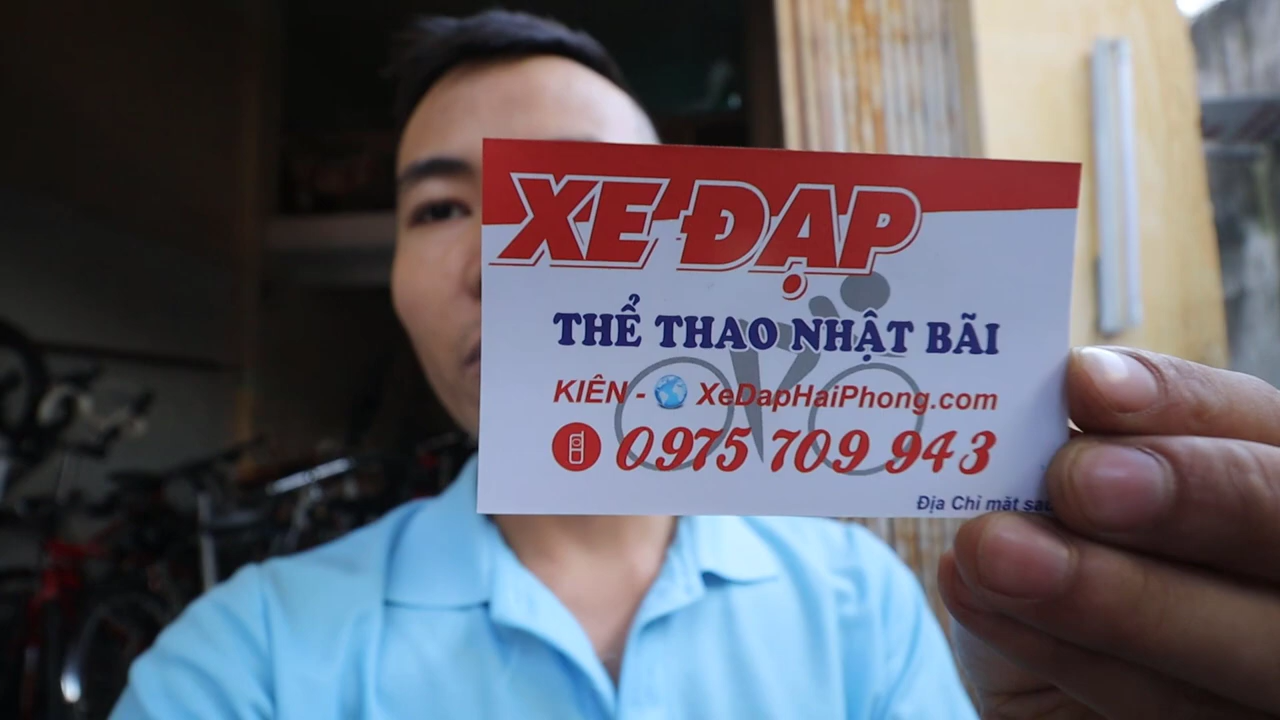 XE ĐẠP
THỂ THAO NHẬT BÃI
KIÊN - XeDapHaiPhong.com
0975 709 943
Địa Chỉ mặt sau